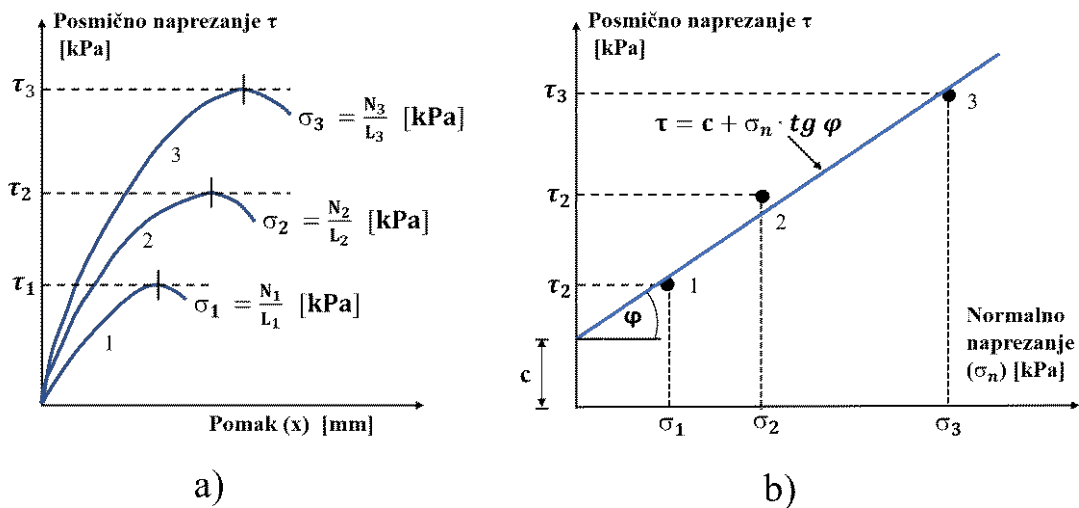 Posmično naprezanje τ
[kPa]
τ₃
τ₂
τ₁
3
2
1
σ₃ = N₃/L₃ [kPa]
σ₂ = N₂/L₂ [kPa]
σ₁ = N₁/L₁ [kPa]
Pomak (x) [mm]
a)
Posmično naprezanje τ
[kPa]
τ₃
τ₂
τ₂
τ = c + σₙ · tg φ
3
2
1
φ
c
Normalno
naprezanje
(σₙ) [kPa]
σ₁
σ₂
σ₃
b)